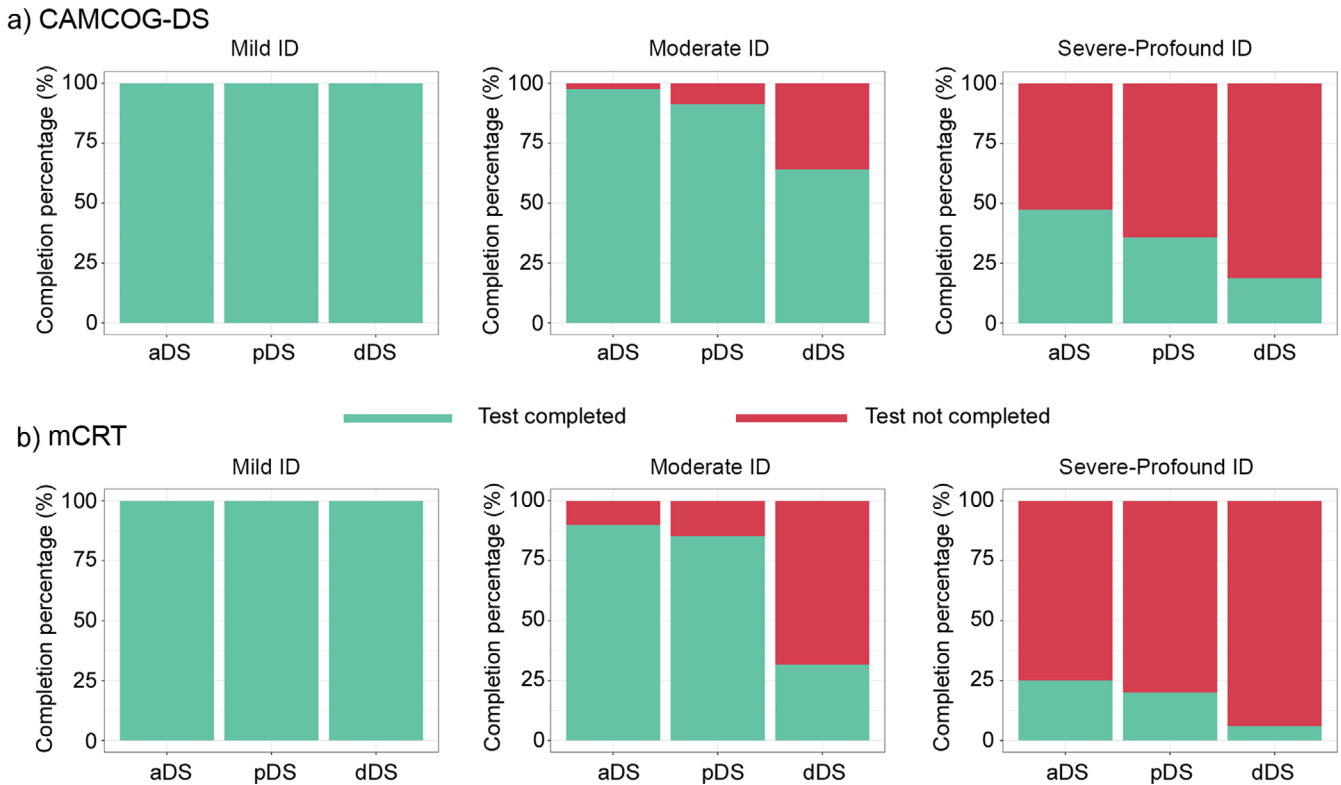 a) CAMCOG-DS
Mild ID
Moderate ID
Severe-Profound ID
Completion percentage (%)
100
75
50
25
0
aDS pDS dDS
Completion percentage (%)
100
75
50
25
0
aDS pDS dDS
Completion percentage (%)
100
75
50
25
0
aDS pDS dDS
Test completed
Test not completed
b) mCRT
Mild ID
Moderate ID
Severe-Profound ID
Completion percentage (%)
100
75
50
25
0
aDS pDS dDS
Completion percentage (%)
100
75
50
25
0
aDS pDS dDS
Completion percentage (%)
100
75
50
25
0
aDS pDS dDS